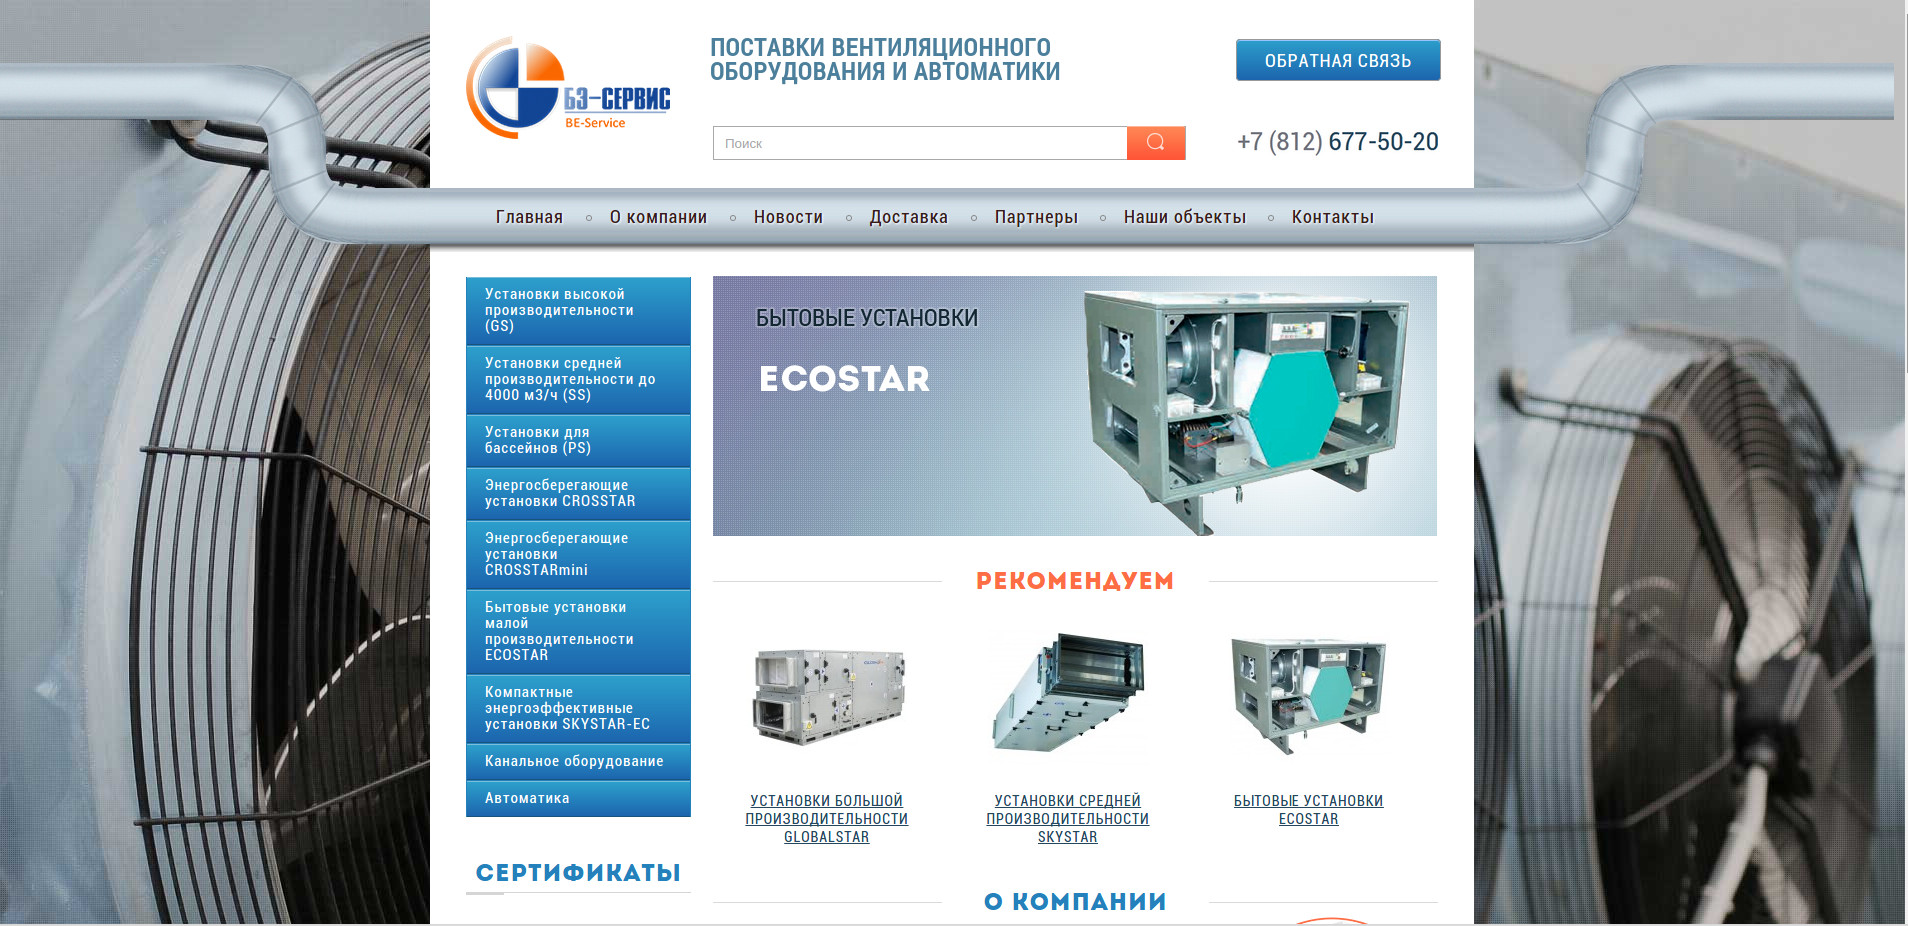 БЭ-СЕРВИС
BE-Service
ПОСТАВКИ ВЕНТИЛЯЦИОННОГО
ОБОРУДОВАНИЯ И АВТОМАТИКИ
ОБРАТНАЯ СВЯЗЬ
Поиск
+7 (812) 677-50-20
Главная
О компании
Новости
Доставка
Партнеры
Наши объекты
Контакты
Установки высокой
производительности
(GS)
Установки средней
производительности до
4000 м3/ч (SS)
Установки для
бассейнов (PS)
Энергосберегающие
установки CROSSTAR
Энергосберегающие
установки
CROSSTARmini
Бытовые установки
малой
производительности
ECOSTAR
Компактные
энергоэффективные
установки SKYSTAR-EC
Канальное оборудование
Автоматика
СЕРТИФИКАТЫ
БЫТОВЫЕ УСТАНОВКИ
ECOSTAR
РЕКОМЕНДУЕМ
УСТАНОВКИ БОЛЬШОЙ
ПРОИЗВОДИТЕЛЬНОСТИ
GLOBALSTAR
УСТАНОВКИ СРЕДНЕЙ
ПРОИЗВОДИТЕЛЬНОСТИ
SKYSTAR
БЫТОВЫЕ УСТАНОВКИ
ECOSTAR
О КОМПАНИИ